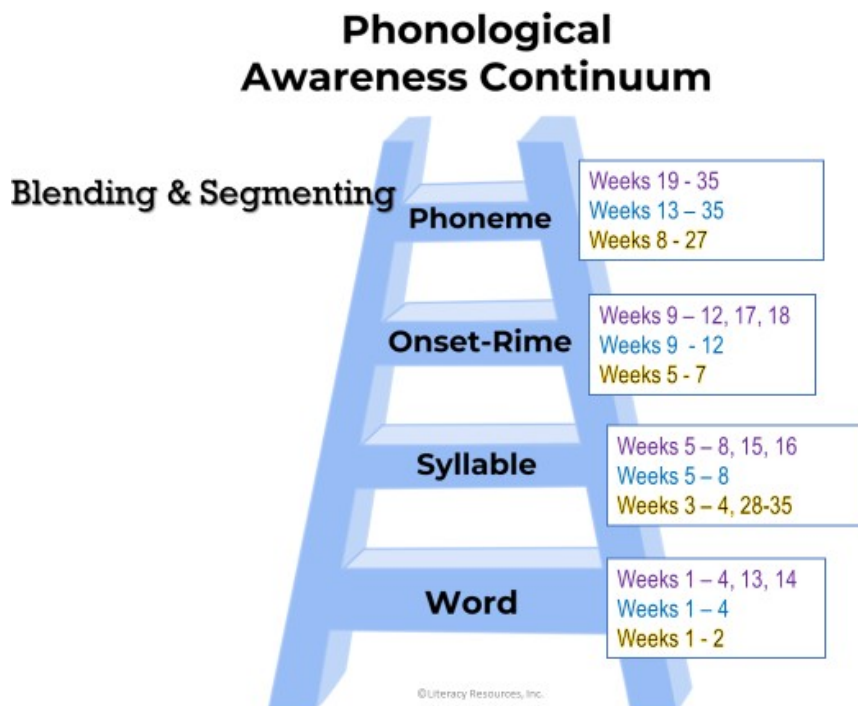 Phonological
Awareness Continuum
Blending & Segmenting
Phoneme
Weeks 19 - 35
Weeks 13 – 35
Weeks 8 - 27
Onset-Rime
Weeks 9 – 12, 17, 18
Weeks 9 - 12
Weeks 5 - 7
Syllable
Weeks 5 – 8, 15, 16
Weeks 5 – 8
Weeks 3 – 4, 28-35
Word
Weeks 1 – 4, 13, 14
Weeks 1 – 4
Weeks 1 - 2
©Literacy Resources, Inc.